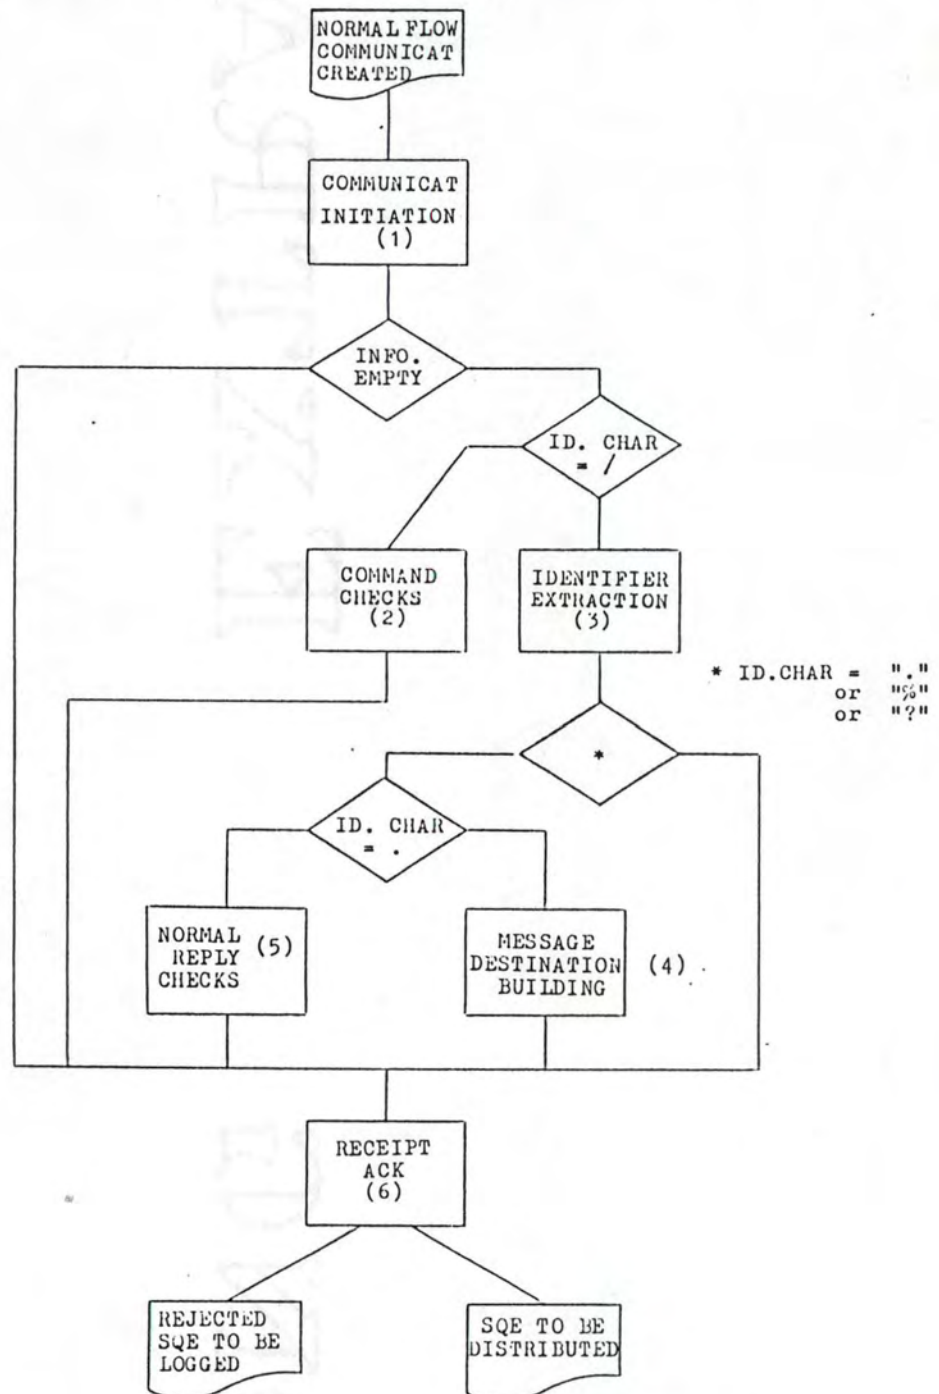 NORMAL FLOW
COMMUNICAT
CREATED
COMMUNICAT
INITIATION
(1)
INFO.
EMPTY
ID. CHAR
= /
COMMAND
CHECKS
(2)
IDENTIFIER
EXTRACTION
(3)
* ID.CHAR = "."
or "%"
or "?"
*
ID. CHAR
= .
NORMAL (5)
REPLY
CHECKS
MESSAGE
DESTINATION (4) .
BUILDING
RECEIPT
ACK
(6)
REJECTED
SQE TO BE
LOGGED
SQE TO BE
DISTRIBUTED